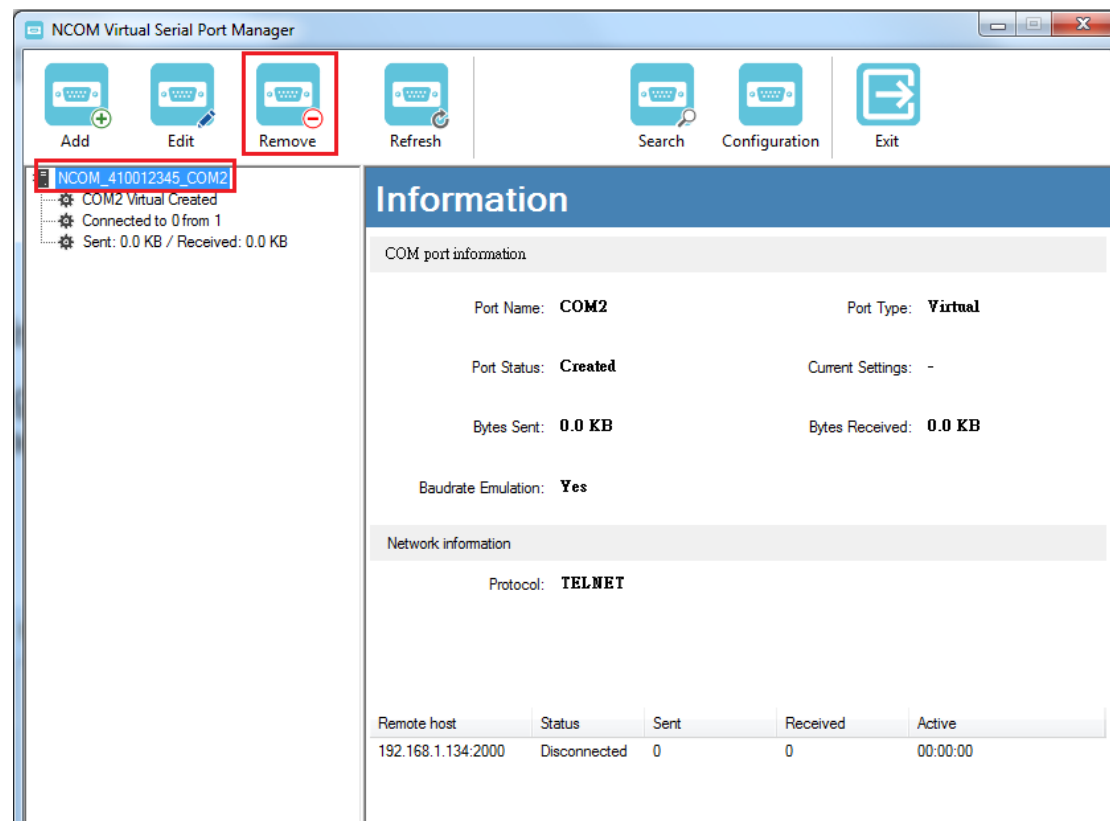 NCOM Virtual Serial Port Manager
Add Edit Remove Refresh Search Configuration Exit
NCOM_410012345_COM2
COM2 Virtual Created
Connected to 0 from 1
Sent: 0.0 KB / Received: 0.0 KB
Information
COM port information
Port Name: COM2 Port Type: Virtual
Port Status: Created Current Settings: -
Bytes Sent: 0.0 KB Bytes Received: 0.0 KB
Baudrate Emulation: Yes
Network information
Protocol: TELNET
Remote host Status Sent Received Active
192.168.1.134:2000 Disconnected 0 0 00:00:00